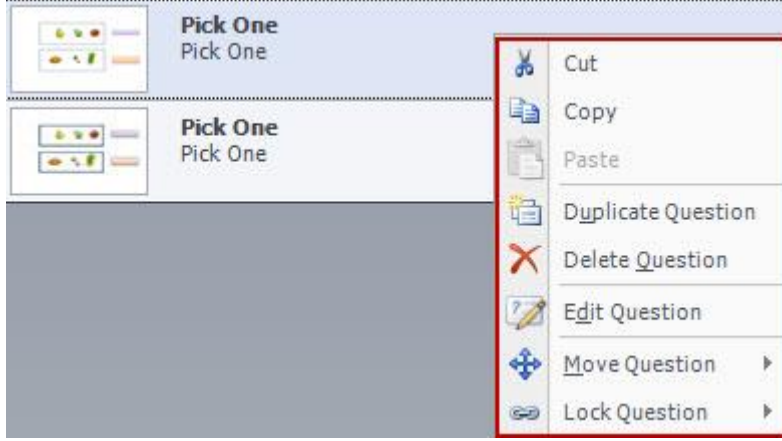 Pick One
Pick One
Pick One
Pick One
Cut
Copy
Paste
Duplicate Question
Delete Question
Edit Question
Move Question
Lock Question